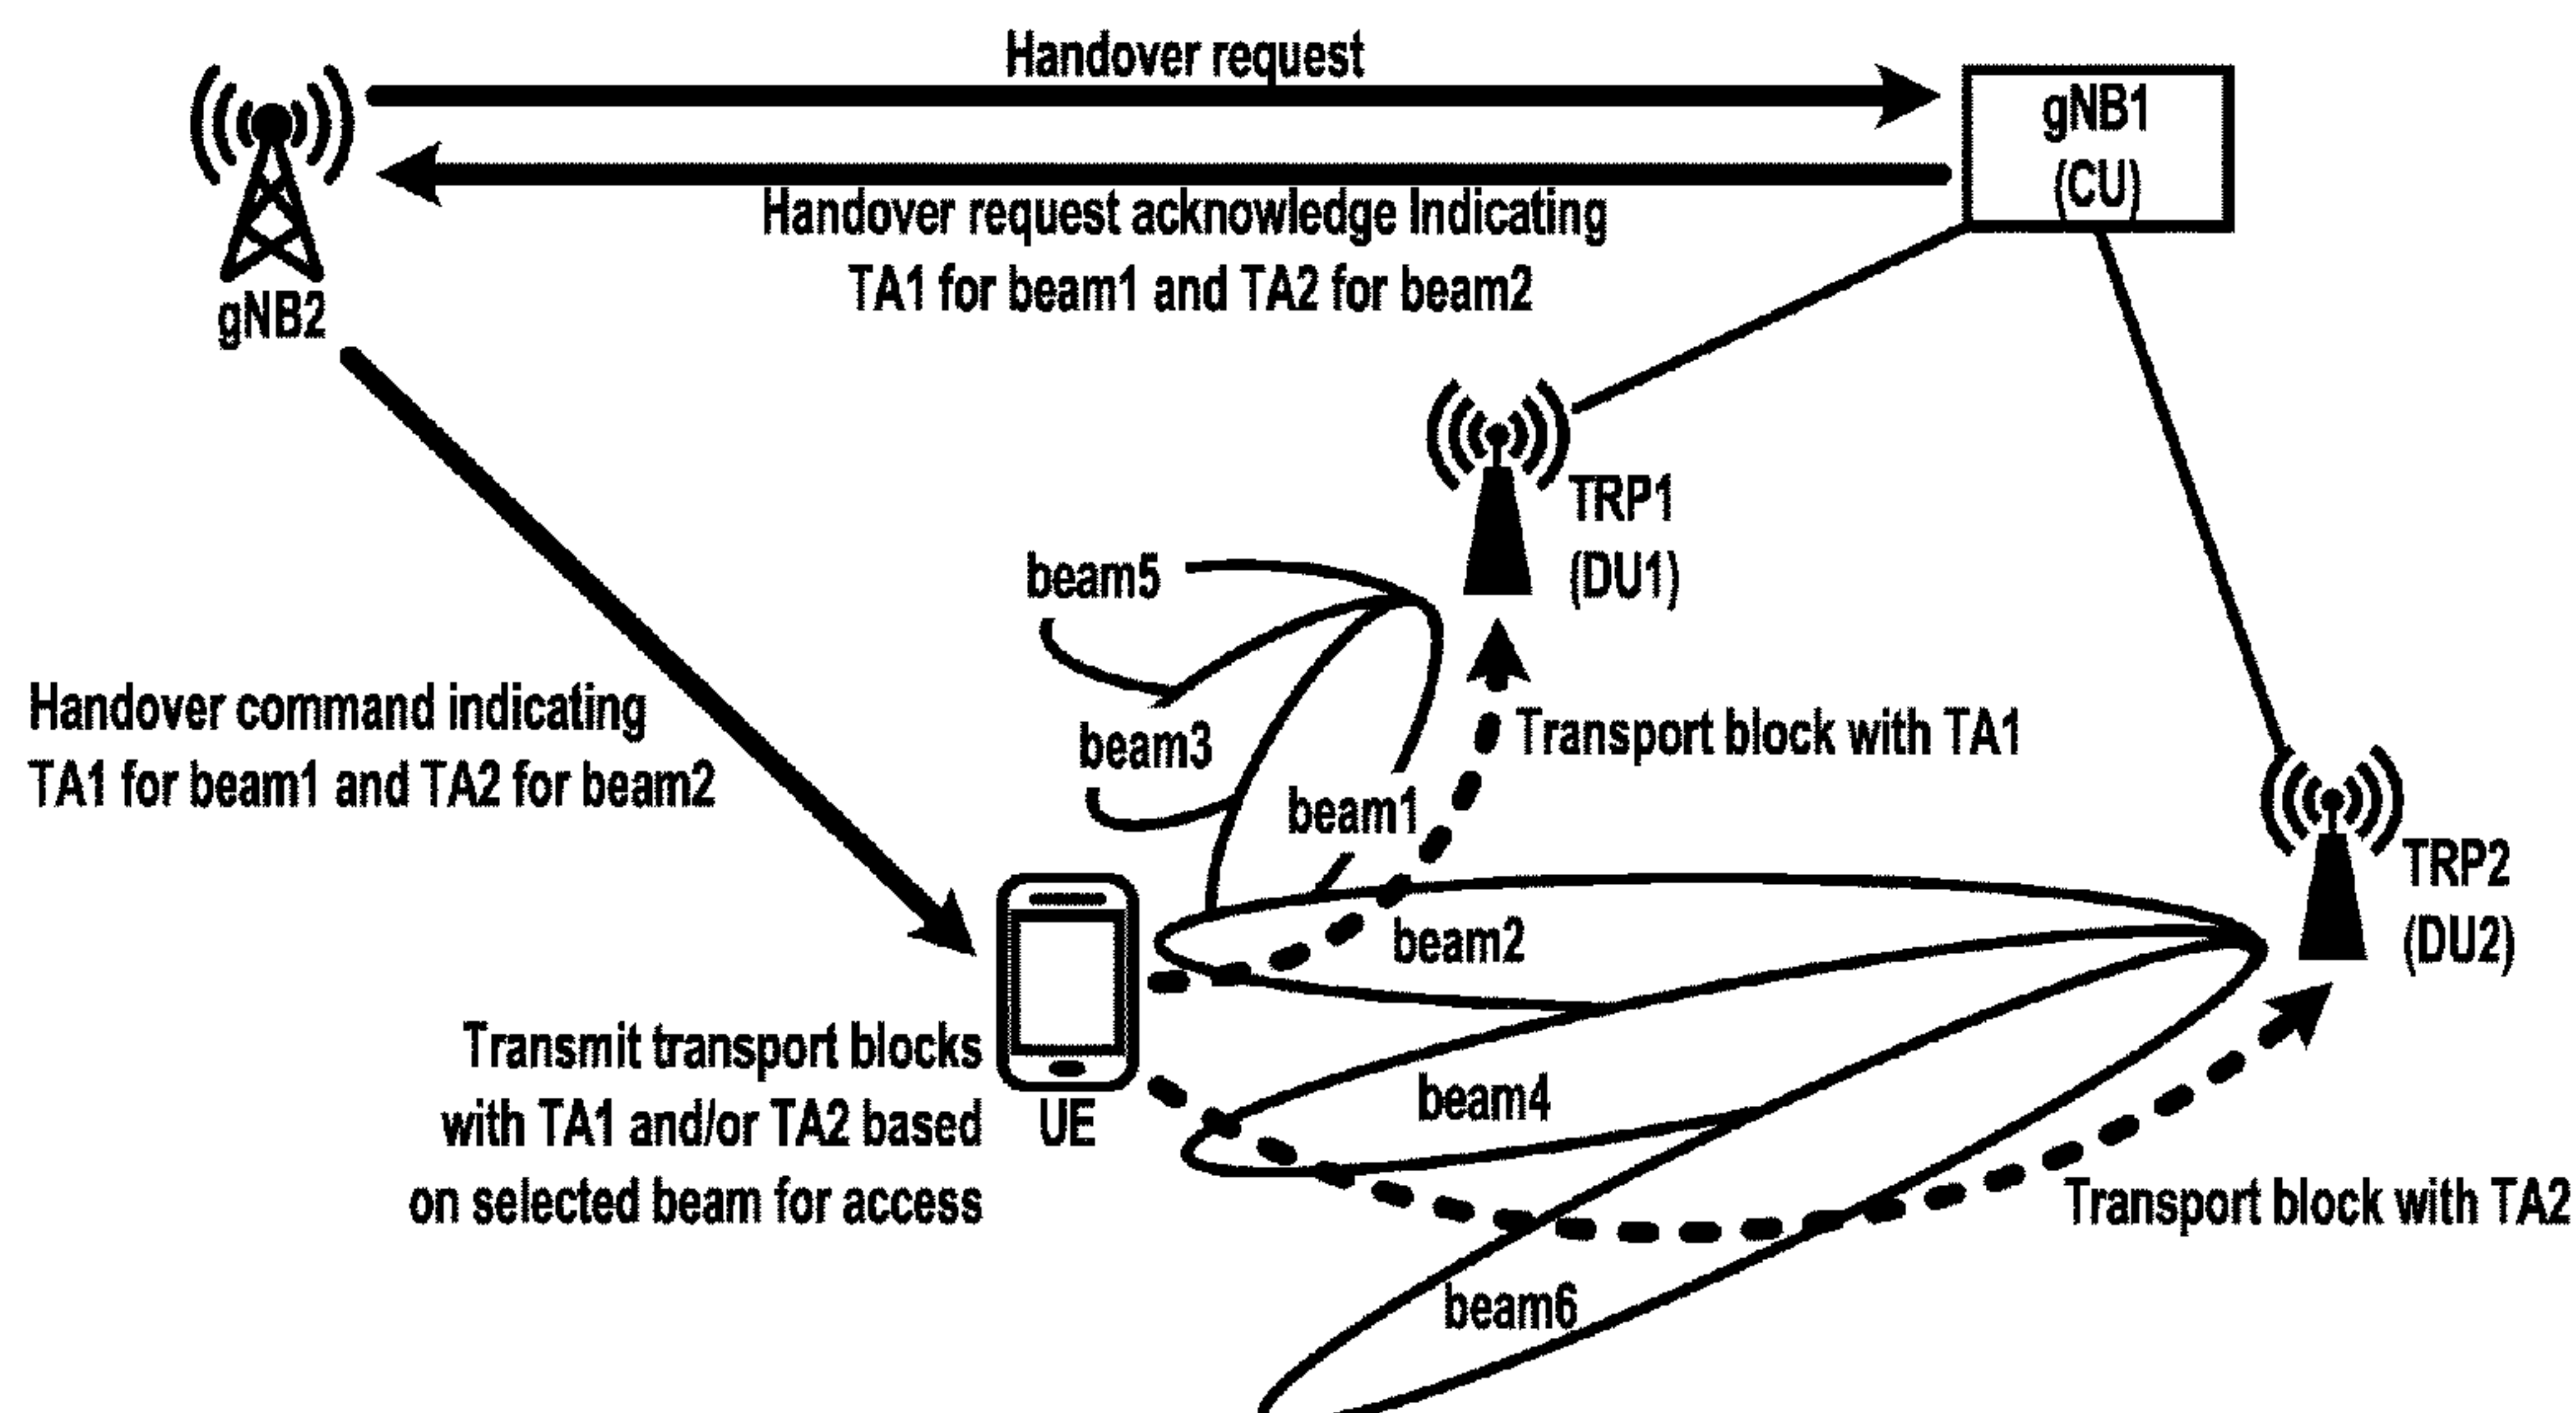 Handover request
gNB1
(CU)
Handover request acknowledge Indicating
TA1 for beam1 and TA2 for beam2
gNB2
TRP1
(DU1)
beam5
Handover command indicating
TA1 for beam1 and TA2 for beam2
beam3
Transport block with TA1
beam1
TRP2
(DU2)
beam2
Transmit transport blocks
with TA1 and/or TA2 based
on selected beam for access
UE
beam4
Transport block with TA2
beam6